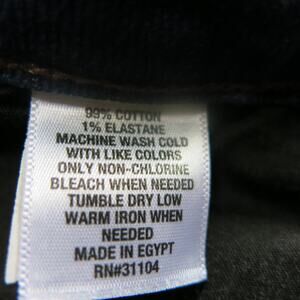 99% COTTON
1% ELASTANE
MACHINE WASH COLD
WITH LIKE COLORS
ONLY NON-CHLORINE
BLEACH WHEN NEEDED
TUMBLE DRY LOW
WARM IRON WHEN
NEEDED
MADE IN EGYPT
RN#31104